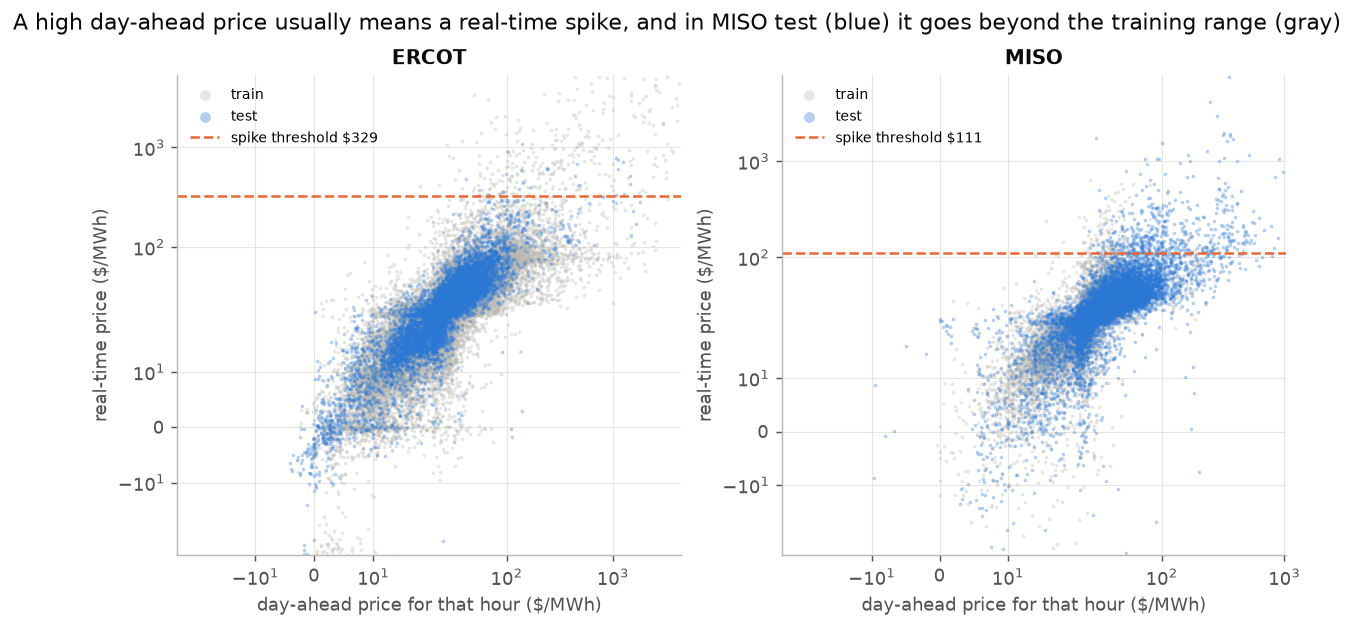 A high day-ahead price usually means a real-time spike, and in MISO test (blue) it goes beyond the training range (gray)
ERCOT
train
test
spike threshold $329
10³
10²
10¹
0
−10¹
real-time price ($/MWh)
−10¹ 0 10¹ 10² 10³
day-ahead price for that hour ($/MWh)
MISO
train
test
spike threshold $111
10³
10²
10¹
0
−10¹
real-time price ($/MWh)
−10¹ 0 10¹ 10² 10³
day-ahead price for that hour ($/MWh)